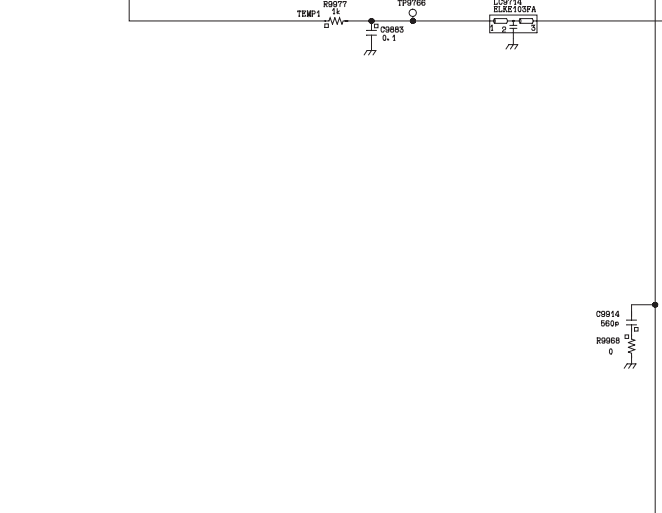 R9977
TP9766
LC9714
ELKE103FA
TEMP1
1k
C9883
0.1
1
2
3
C9914
560p
R9968
0